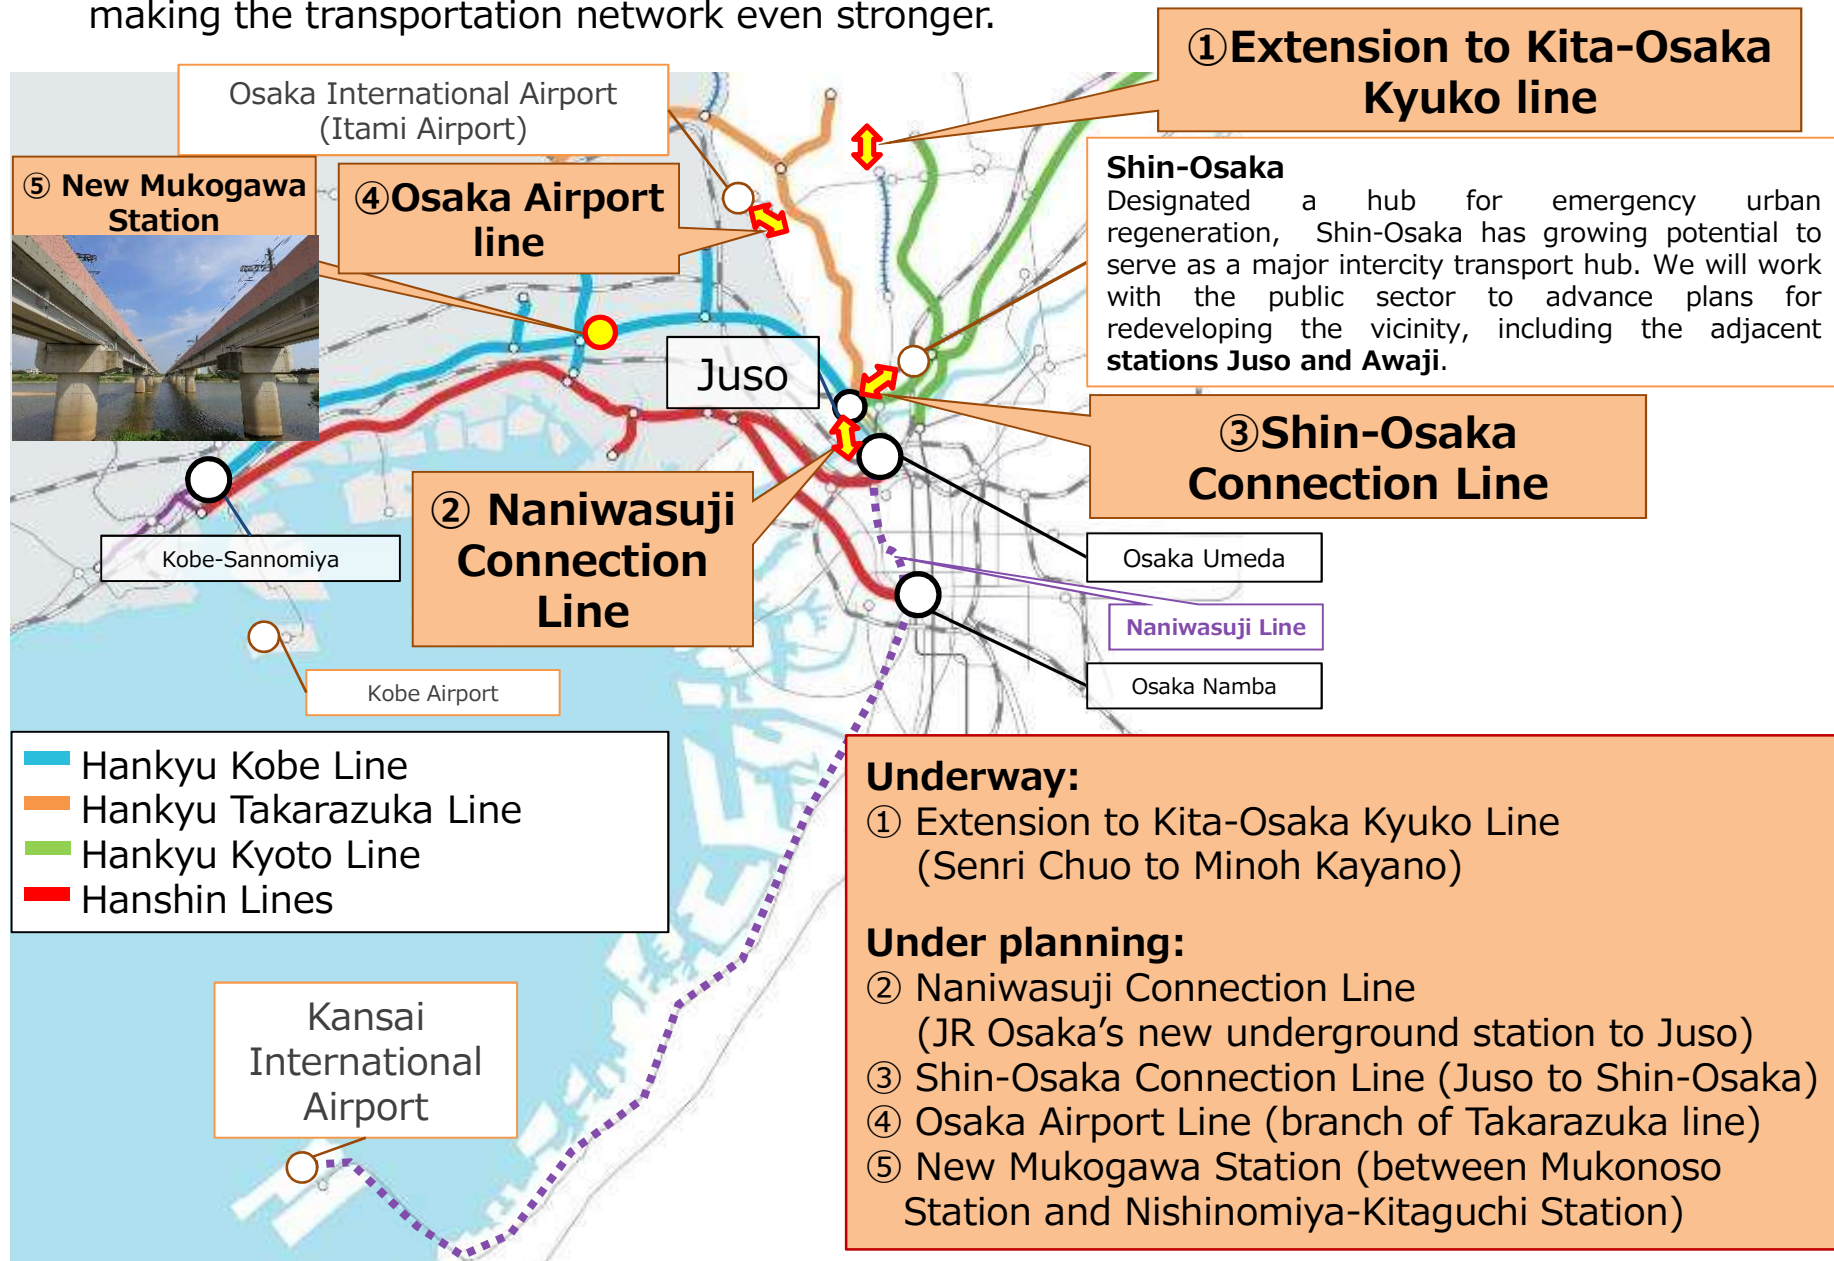 making the transportation network even stronger.
①Extension to Kita-Osaka
Kyuko line
Osaka International Airport
(Itami Airport)
⑤ New Mukogawa
Station
④Osaka Airport
line
Shin-Osaka
Designated a hub for emergency urban
regeneration, Shin-Osaka has growing potential to
serve as a major intercity transport hub. We will work
with the public sector to advance plans for
redeveloping the vicinity, including the adjacent
stations Juso and Awaji.
Juso
③Shin-Osaka
Connection Line
② Naniwasuji
Connection
Line
Kobe-Sannomiya
Osaka Umeda
Naniwasuji Line
Kobe Airport
Osaka Namba
Hankyu Kobe Line
Hankyu Takarazuka Line
Hankyu Kyoto Line
Hanshin Lines
Kansai
International
Airport
Underway:
① Extension to Kita-Osaka Kyuko Line
(Senri Chuo to Minoh Kayano)
Under planning:
② Naniwasuji Connection Line
(JR Osaka’s new underground station to Juso)
③ Shin-Osaka Connection Line (Juso to Shin-Osaka)
④ Osaka Airport Line (branch of Takarazuka line)
⑤ New Mukogawa Station (between Mukonoso
Station and Nishinomiya-Kitaguchi Station)